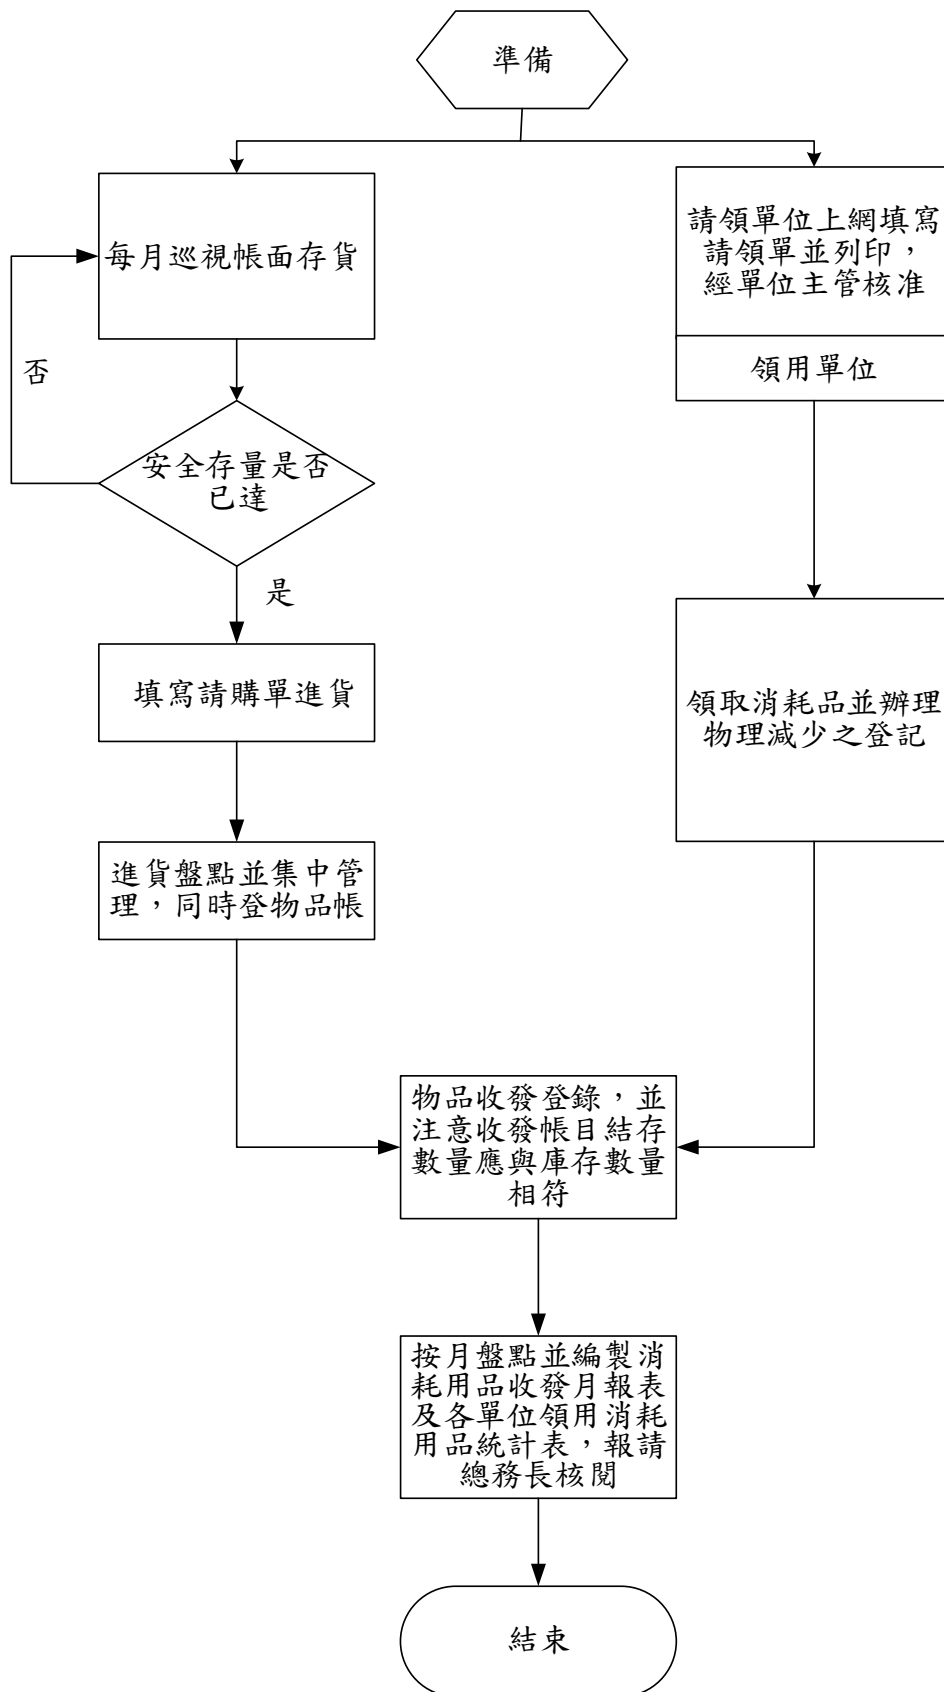 準備
每月巡視帳面存貨
請領單位上網填寫
請領單並列印，
經單位主管核准
領用單位
否
安全存量是否
已達
是
填寫請購單進貨
領取消耗品並辦理
物理減少之登記
進貨盤點並集中管
理，同時登物品帳
物品收發登錄，並
注意收發帳目結存
數量應與庫存數量
相符
按月盤點並編製消
耗用品收發月報表
及各單位領用消耗
用品統計表，報請
總務長核閱
結束